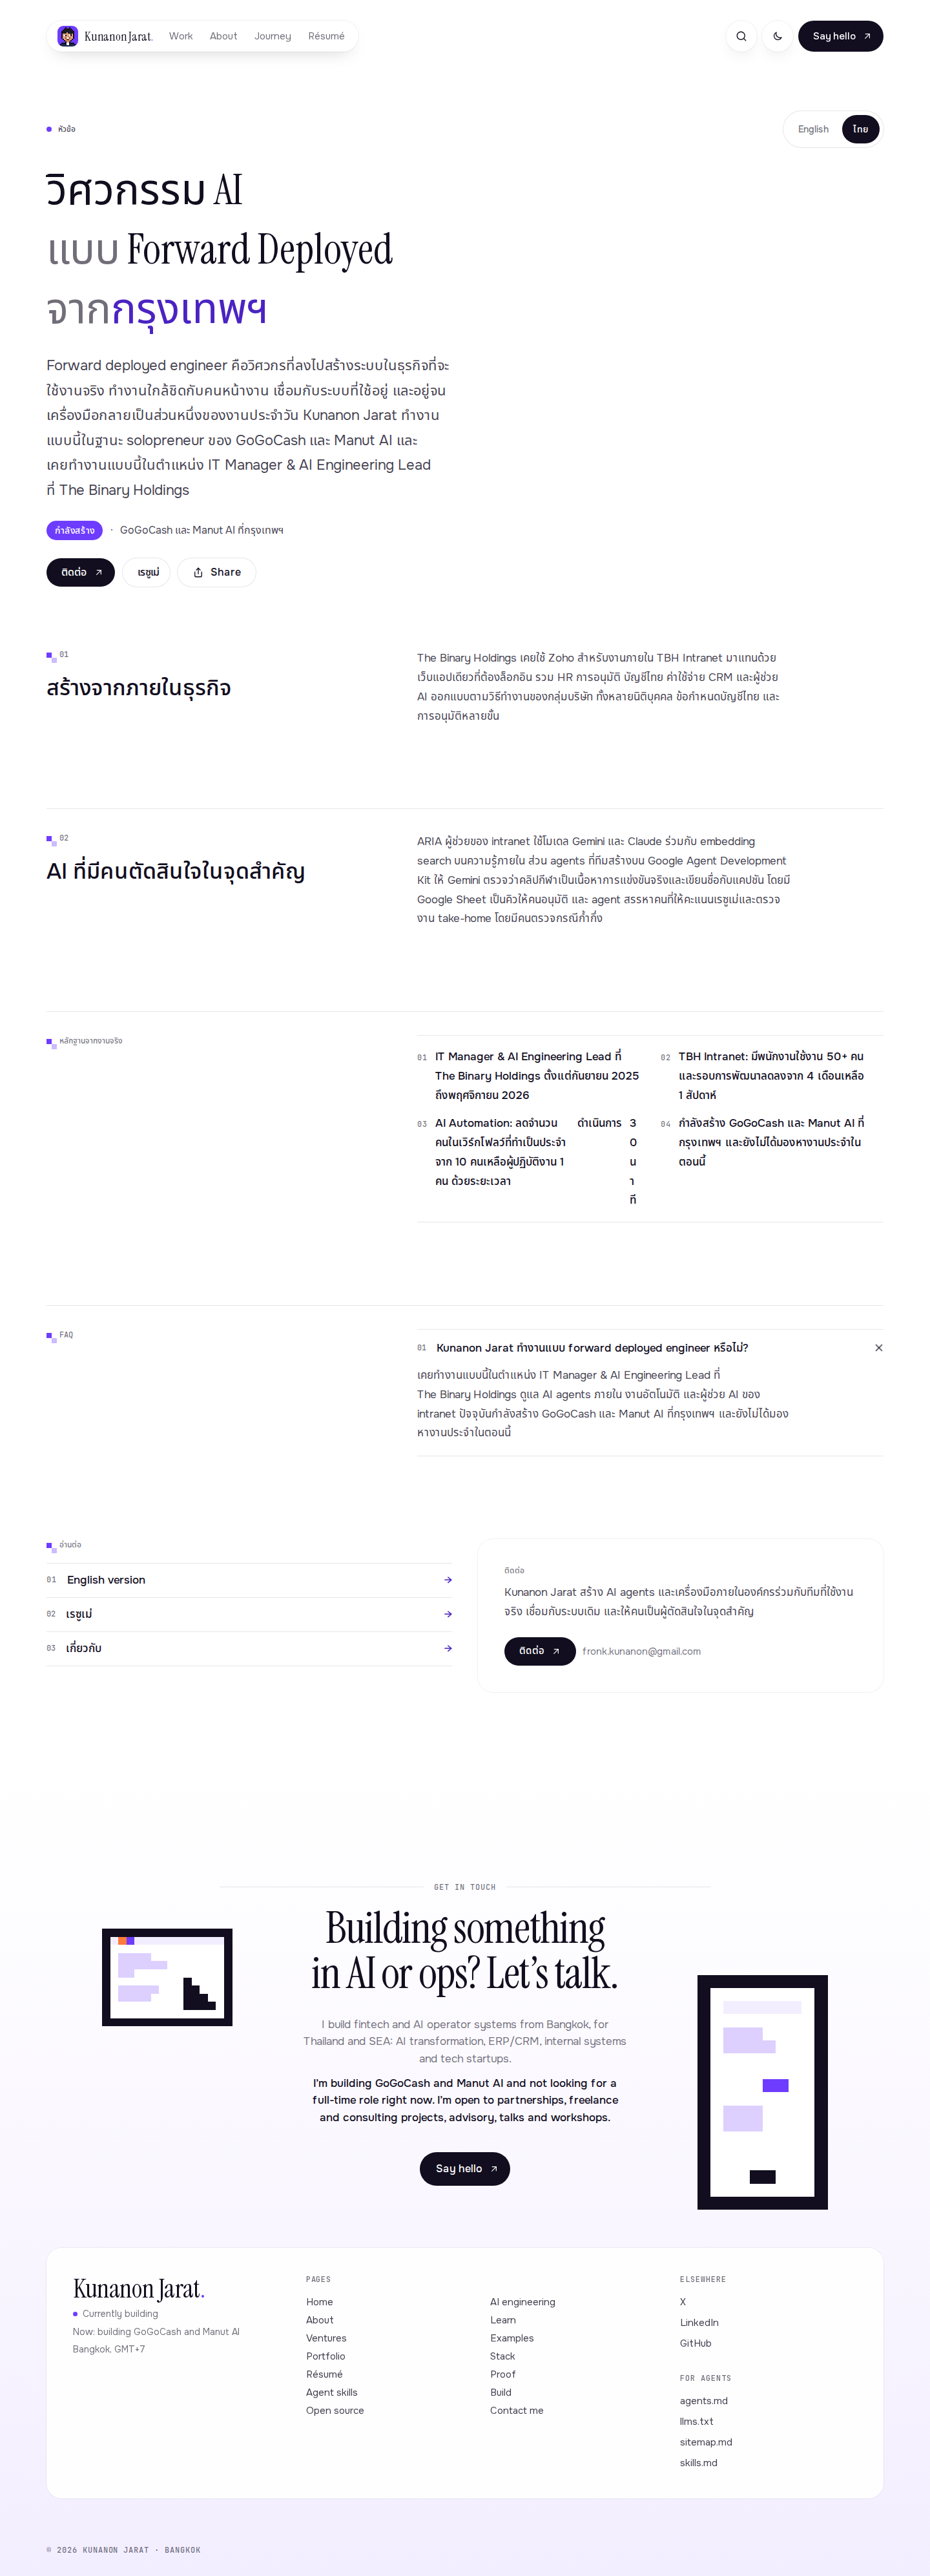 Kunanon Jarat.
Work
About
Journey
Résumé
Say hello
หัวข้อ
English
ไทย
วิศวกรรม AI
แบบ Forward Deployed
จากกรุงเทพฯ
Forward deployed engineer คือวิศวกรที่ลงไปสร้างระบบในธุรกิจที่จะ
ใช้งานจริง ทำงานใกล้ชิดกับคนหน้างาน เชื่อมกับระบบที่ใช้อยู่ และอยู่จน
เครื่องมือกลายเป็นส่วนหนึ่งของงานประจำวัน Kunanon Jarat ทำงาน
แบบนี้ในฐานะ solopreneur ของ GoGoCash และ Manut AI และ
เคยทำงานแบบนี้ในตำแหน่ง IT Manager & AI Engineering Lead
ที่ The Binary Holdings
กำลังสร้าง · GoGoCash และ Manut AI ที่กรุงเทพฯ
ติดต่อ
เรซูเม่
Share
01
สร้างจากภายในธุรกิจ
The Binary Holdings เคยใช้ Zoho สำหรับงานภายใน TBH Intranet มาแทนด้วย
เว็บแอปเดียวที่ต้องล็อกอิน รวม HR การอนุมัติ บัญชีไทย ค่าใช้จ่าย CRM และผู้ช่วย
AI ออกแบบตามวิธีทำงานของกลุ่มบริษัท ทั้งหลายนิติบุคคล ข้อกำหนดบัญชีไทย และ
การอนุมัติหลายขั้น
02
AI ที่มีคนตัดสินใจในจุดสำคัญ
ARIA ผู้ช่วยของ intranet ใช้โมเดล Gemini และ Claude ร่วมกับ embedding
search บนความรู้ภายใน ส่วน agents ที่ทีมสร้างบน Google Agent Development
Kit ให้ Gemini ตรวจว่าคลิปกีฬาเป็นเนื้อหาการแข่งขันจริงและเขียนชื่อกับแคปชัน โดยมี
Google Sheet เป็นคิวให้คนอนุมัติ และ agent สรรหาคนที่ให้คะแนนเรซูเม่และตรวจ
งาน take-home โดยมีคนตรวจกรณีก้ำกึ่ง
หลักฐานจากงานจริง
01 IT Manager & AI Engineering Lead ที่
The Binary Holdings ตั้งแต่กันยายน 2025
ถึงพฤศจิกายน 2026
02 TBH Intranet: มีพนักงานใช้งาน 50+ คน
และรอบการพัฒนาลดลงจาก 4 เดือนเหลือ
1 สัปดาห์
03 AI Automation: ลดจำนวน ดำเนินการ 3
คนในเวิร์กโฟลว์ที่ทำเป็นประจำ 0
จาก 10 คนเหลือผู้ปฏิบัติงาน 1 น
คน ด้วยระยะเวลา า
ที
04 กำลังสร้าง GoGoCash และ Manut AI ที่
กรุงเทพฯ และยังไม่ได้มองหางานประจำใน
ตอนนี้
FAQ
01 Kunanon Jarat ทำงานแบบ forward deployed engineer หรือไม่?
เคยทำงานแบบนี้ในตำแหน่ง IT Manager & AI Engineering Lead ที่
The Binary Holdings ดูแล AI agents ภายใน งานอัตโนมัติ และผู้ช่วย AI ของ
intranet ปัจจุบันกำลังสร้าง GoGoCash และ Manut AI ที่กรุงเทพฯ และยังไม่ได้มอง
หางานประจำในตอนนี้
อ่านต่อ
01 English version
02 เรซูเม่
03 เกี่ยวกับ
ติดต่อ
Kunanon Jarat สร้าง AI agents และเครื่องมือภายในองค์กรร่วมกับทีมที่ใช้งาน
จริง เชื่อมกับระบบเดิม และให้คนเป็นผู้ตัดสินใจในจุดสำคัญ
ติดต่อ
fronk.kunanon@gmail.com
GET IN TOUCH
Building something
in AI or ops? Let's talk.
I build fintech and AI operator systems from Bangkok, for
Thailand and SEA: AI transformation, ERP/CRM, internal systems
and tech startups.
I'm building GoGoCash and Manut AI and not looking for a
full-time role right now. I'm open to partnerships, freelance
and consulting projects, advisory, talks and workshops.
Say hello
Kunanon Jarat.
Currently building
Now: building GoGoCash and Manut AI
Bangkok, GMT+7
PAGES
Home
About
Ventures
Portfolio
Résumé
Agent skills
Open source
AI engineering
Learn
Examples
Stack
Proof
Build
Contact me
ELSEWHERE
X
LinkedIn
GitHub
FOR AGENTS
agents.md
llms.txt
sitemap.md
skills.md
© 2026 KUNANON JARAT · BANGKOK